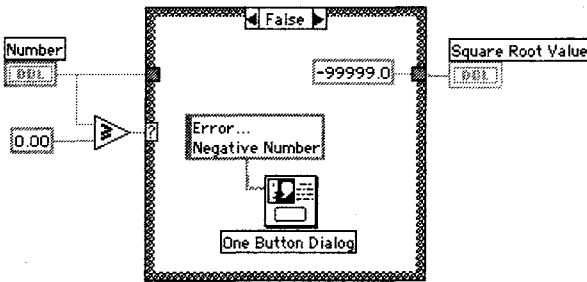 False
Number
DBL
0.00
?
-99999.0
Square Root Value
DBL
Error...
Negative Number
One Button Dialog